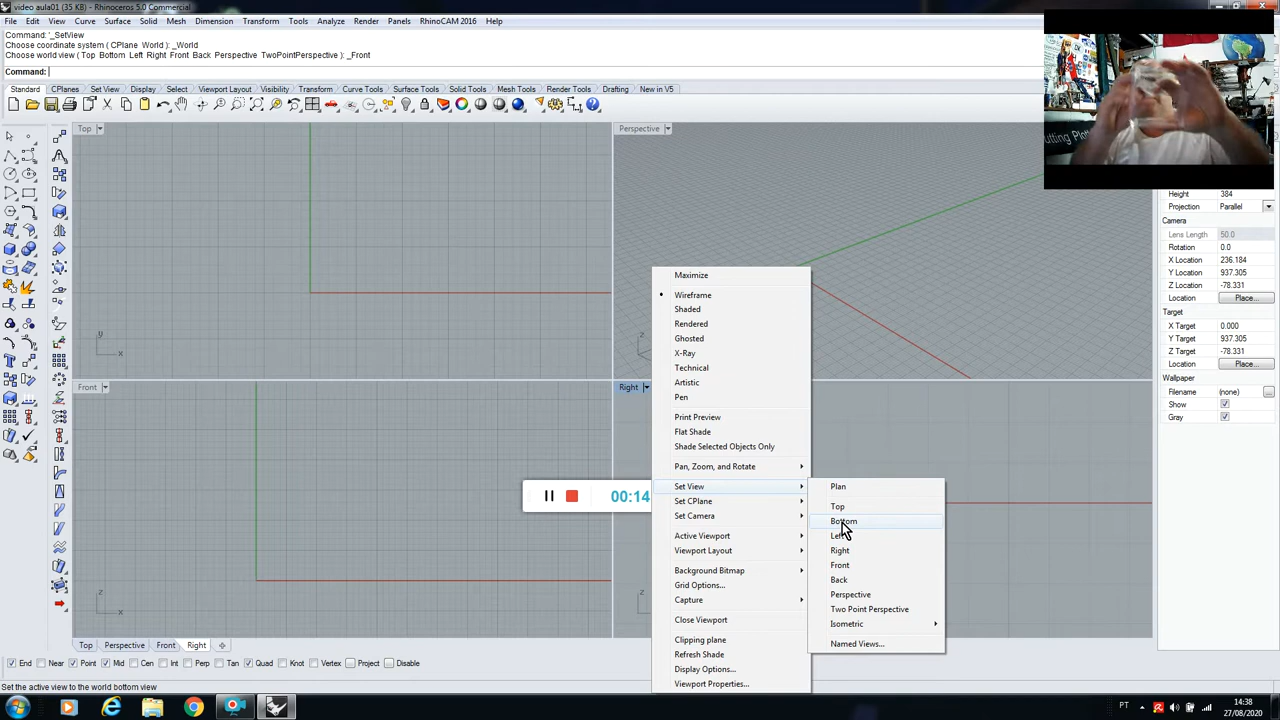 video aula01 (35 KB) - Rhinoceros 5.0 Commercial
File Edit View Curve Surface Solid Mesh Dimension Transform Tools Analyze Render Panels RhinoCAM 2016 Help
Command: '_SetView
Choose coordinate system ( CPlane World ): _World
Choose world view ( Top Bottom Left Right Front Back Perspective TwoPointPerspective ): _Front
Command:
Standard CPlanes Set View Display Select Viewport Layout Visibility Transform Curve Tools Surface Tools Solid Tools Mesh Tools Render Tools Drafting New in V5
Top
Perspective
Height 384
Projection Parallel
Camera
Lens Length 50.0
Rotation 0.0
X Location 236.184
Y Location 937.305
Z Location -78.331
Location Place...
Target
X Target 0.000
Y Target 937.305
Z Target -78.331
Location Place...
Wallpaper
Filename (none) ...
Show
Gray
utting Plott
y
x
z
Front
Right
z
x
z
Maximize
Wireframe
Shaded
Rendered
Ghosted
X-Ray
Technical
Artistic
Pen
Print Preview
Flat Shade
Shade Selected Objects Only
Pan, Zoom, and Rotate
Set View
Set CPlane
Set Camera
Active Viewport
Viewport Layout
Background Bitmap
Grid Options...
Capture
Close Viewport
Clipping plane
Refresh Shade
Display Options...
Viewport Properties...
Plan
Top
Bottom
Right
Front
Back
Perspective
Two Point Perspective
Isometric
Named Views...
00:14
Top Perspective Front Right
End Near Point Mid Cen Int Perp Tan Quad Knot Vertex Project Disable
Set the active view to the world bottom view
PT
14:38
27/08/2020